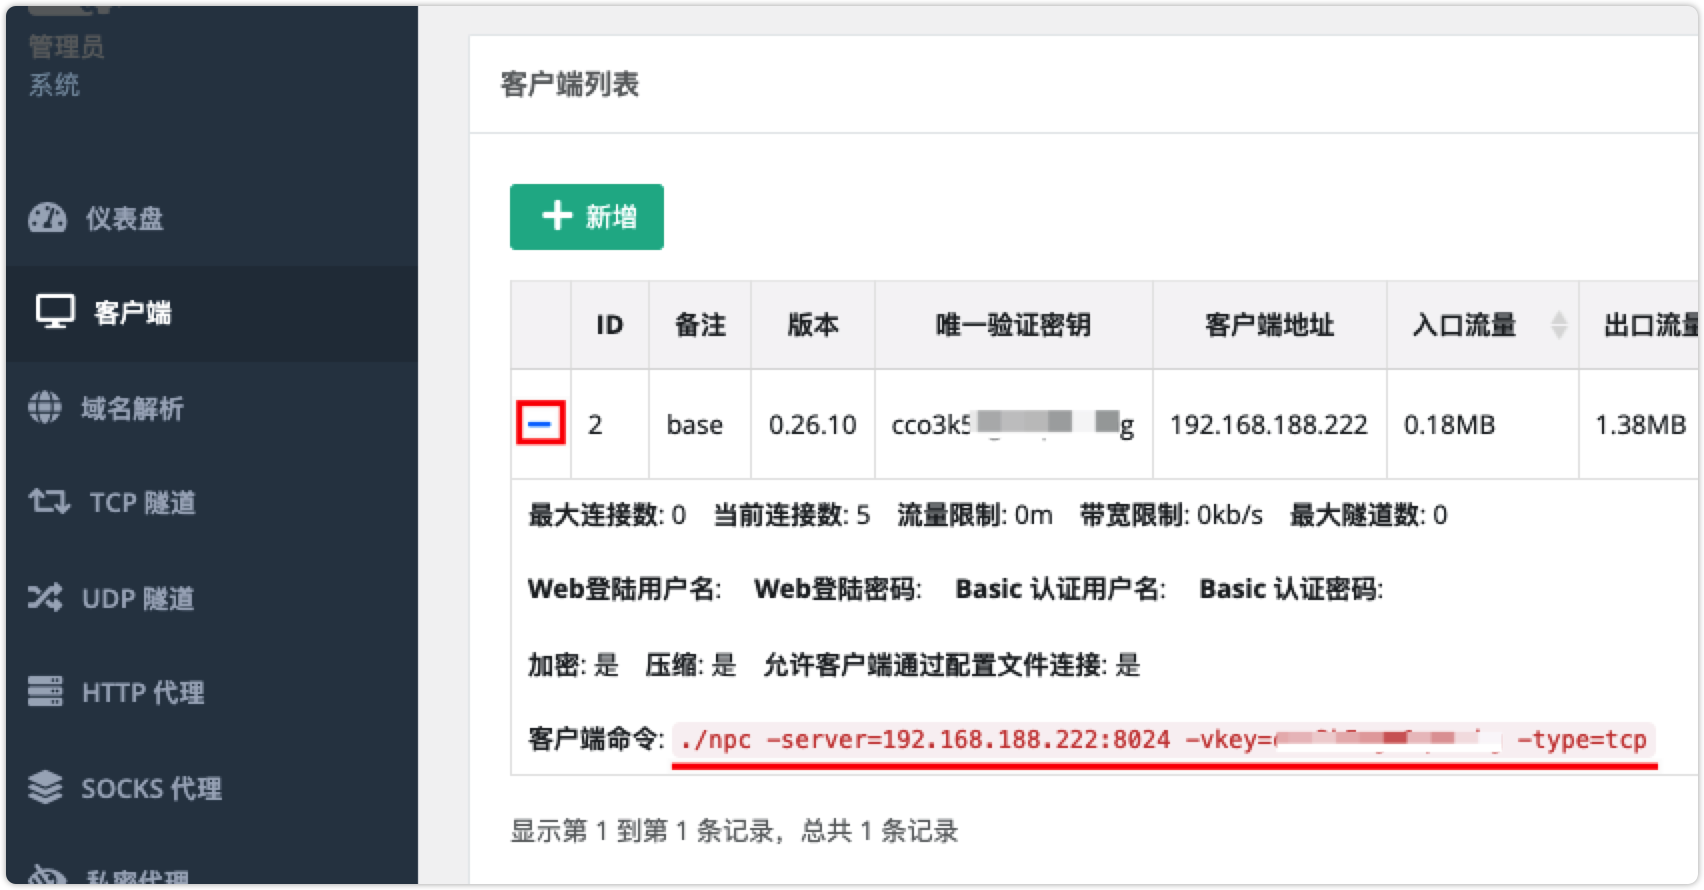 管理员
系统
仪表盘
客户端
域名解析
TCP 隧道
UDP 隧道
HTTP 代理
SOCKS 代理
私密代理
客户端列表
新增
ID 备注 版本 唯一验证密钥 客户端地址 入口流量 出口流量
2 base 0.26.10 cco3k5 g 192.168.188.222 0.18MB 1.38MB
最大连接数: 0 当前连接数: 5 流量限制: 0m 带宽限制: 0kb/s 最大隧道数: 0
Web登陆用户名: Web登陆密码: Basic 认证用户名: Basic 认证密码:
加密: 是 压缩: 是 允许客户端通过配置文件连接: 是
客户端命令: ./npc -server=192.168.188.222:8024 -vkey= -type=tcp
显示第 1 到第 1 条记录，总共 1 条记录